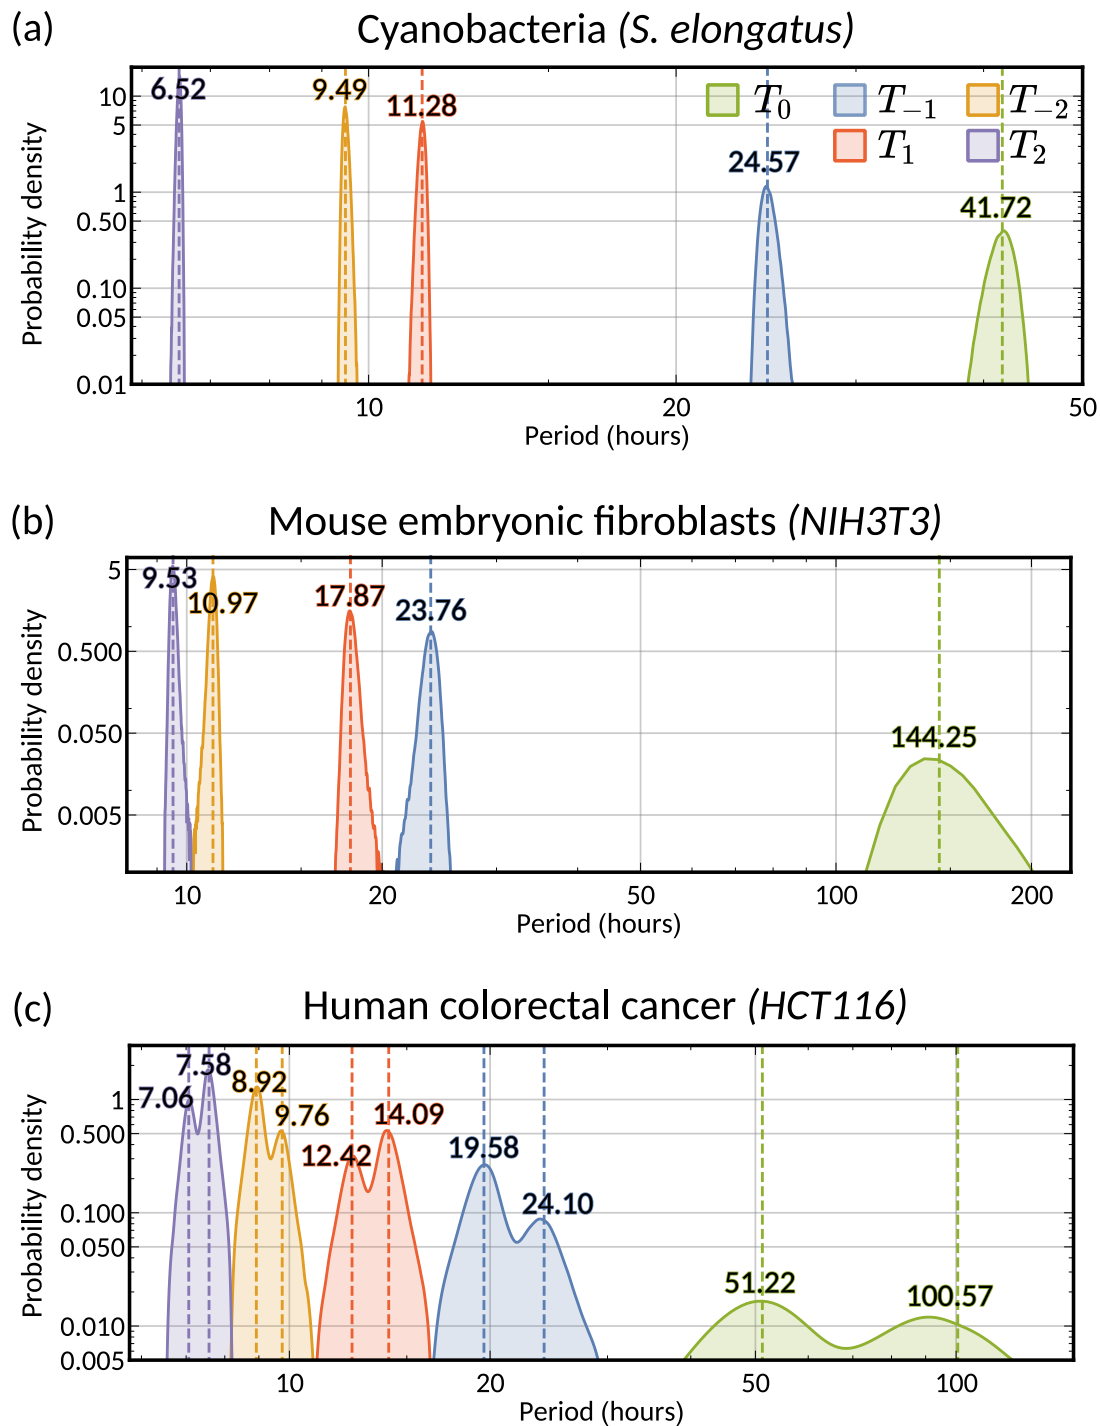 (a)
Cyanobacteria (S. elongatus)
Probability density
10
5
1
0.50
0.10
0.05
0.01
6.52
9.49
11.28
24.57
41.72
T₀
T₋₁
T₋₂
T₁
T₂
10
20
50
Period (hours)
(b)
Mouse embryonic fibroblasts (NIH3T3)
Probability density
5
0.500
0.050
0.005
9.53
10.97
17.87
23.76
144.25
10
20
50
100
200
Period (hours)
(c)
Human colorectal cancer (HCT116)
Probability density
1
0.500
0.100
0.050
0.010
0.005
7.06
7.58
8.92
9.76
12.42
14.09
19.58
24.10
51.22
100.57
10
20
50
100
Period (hours)